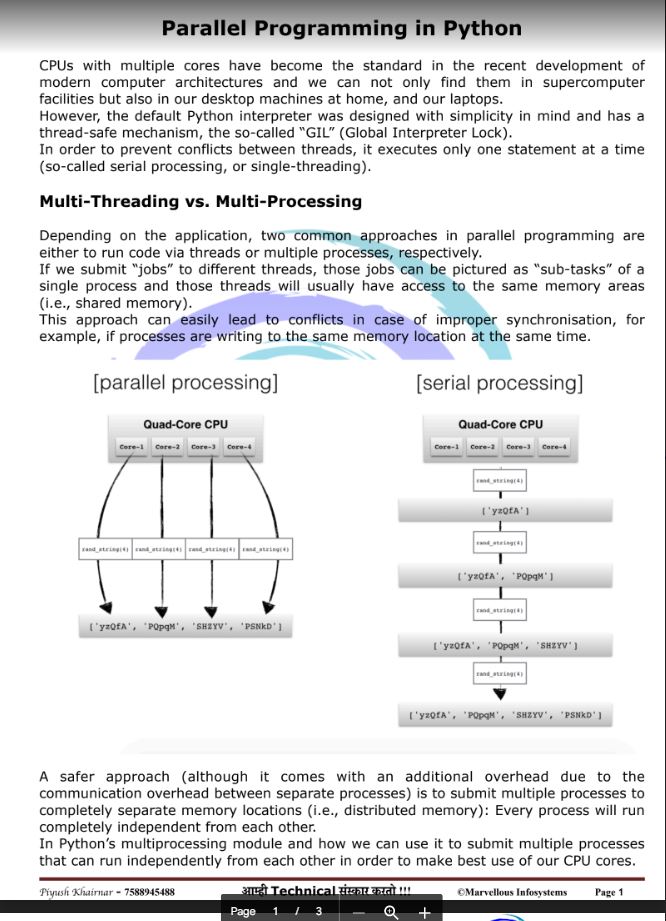 Parallel Programming in Python
CPUs with multiple cores have become the standard in the recent development of
modern computer architectures and we can not only find them in supercomputer
facilities but also in our desktop machines at home, and our laptops.
However, the default Python interpreter was designed with simplicity in mind and has a
thread-safe mechanism, the so-called “GIL” (Global Interpreter Lock).
In order to prevent conflicts between threads, it executes only one statement at a time
(so-called serial processing, or single-threading).
Multi-Threading vs. Multi-Processing
Depending on the application, two common approaches in parallel programming are
either to run code via threads or multiple processes, respectively.
If we submit “jobs” to different threads, those jobs can be pictured as “sub-tasks” of a
single process and those threads will usually have access to the same memory areas
(i.e., shared memory).
This approach can easily lead to conflicts in case of improper synchronisation, for
example, if processes are writing to the same memory location at the same time.
[parallel processing]
Quad-Core CPU
Core-1 Core-2 Core-3 Core-4
rand_string(4) rand_string(4) rand_string(4) rand_string(4)
['yzQfA', 'PQpqM', 'SHZYV', 'PSNkD']
[serial processing]
Quad-Core CPU
Core-1 Core-2 Core-3 Core-4
rand_string(4)
['yzQfA']
rand_string(4)
['yzQfA', 'PQpqM']
rand_string(4)
['yzQfA', 'PQpqM', 'SHZYV']
rand_string(4)
['yzQfA', 'PQpqM', 'SHZYV', 'PSNkD']
A safer approach (although it comes with an additional overhead due to the
communication overhead between separate processes) is to submit multiple processes to
completely separate memory locations (i.e., distributed memory): Every process will run
completely independent from each other.
In Python’s multiprocessing module and how we can use it to submit multiple processes
that can run independently from each other in order to make best use of our CPU cores.
Piyush Khairnar - 7588945488 आम्ही Technical संस्कार करतो !!! ©Marvellous Infosystems Page 1
Page 1 / 3